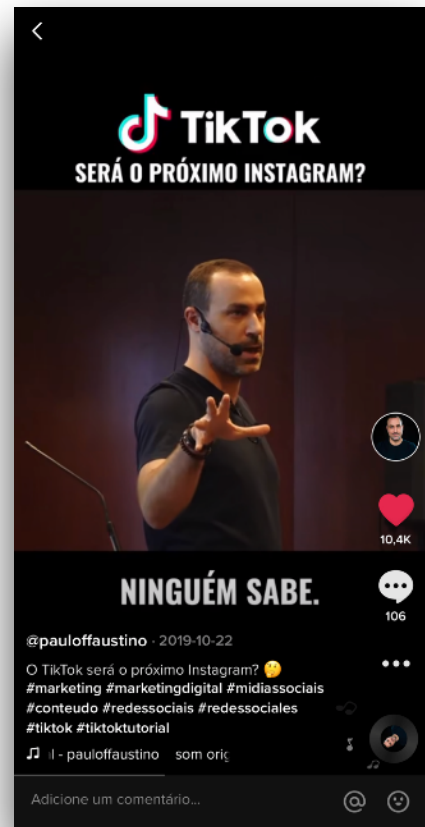 TikTok
SERÁ O PRÓXIMO INSTAGRAM?
10,4K
NINGUÉM SABE.
106
@pauloffaustino · 2019-10-22
O TikTok será o próximo Instagram? 🤔
#marketing #marketingdigital #midiassociais
#conteudo #redessociais #redessociales
#tiktok #tiktoktutorial
l - pauloffaustino som orig
Adicione um comentário...